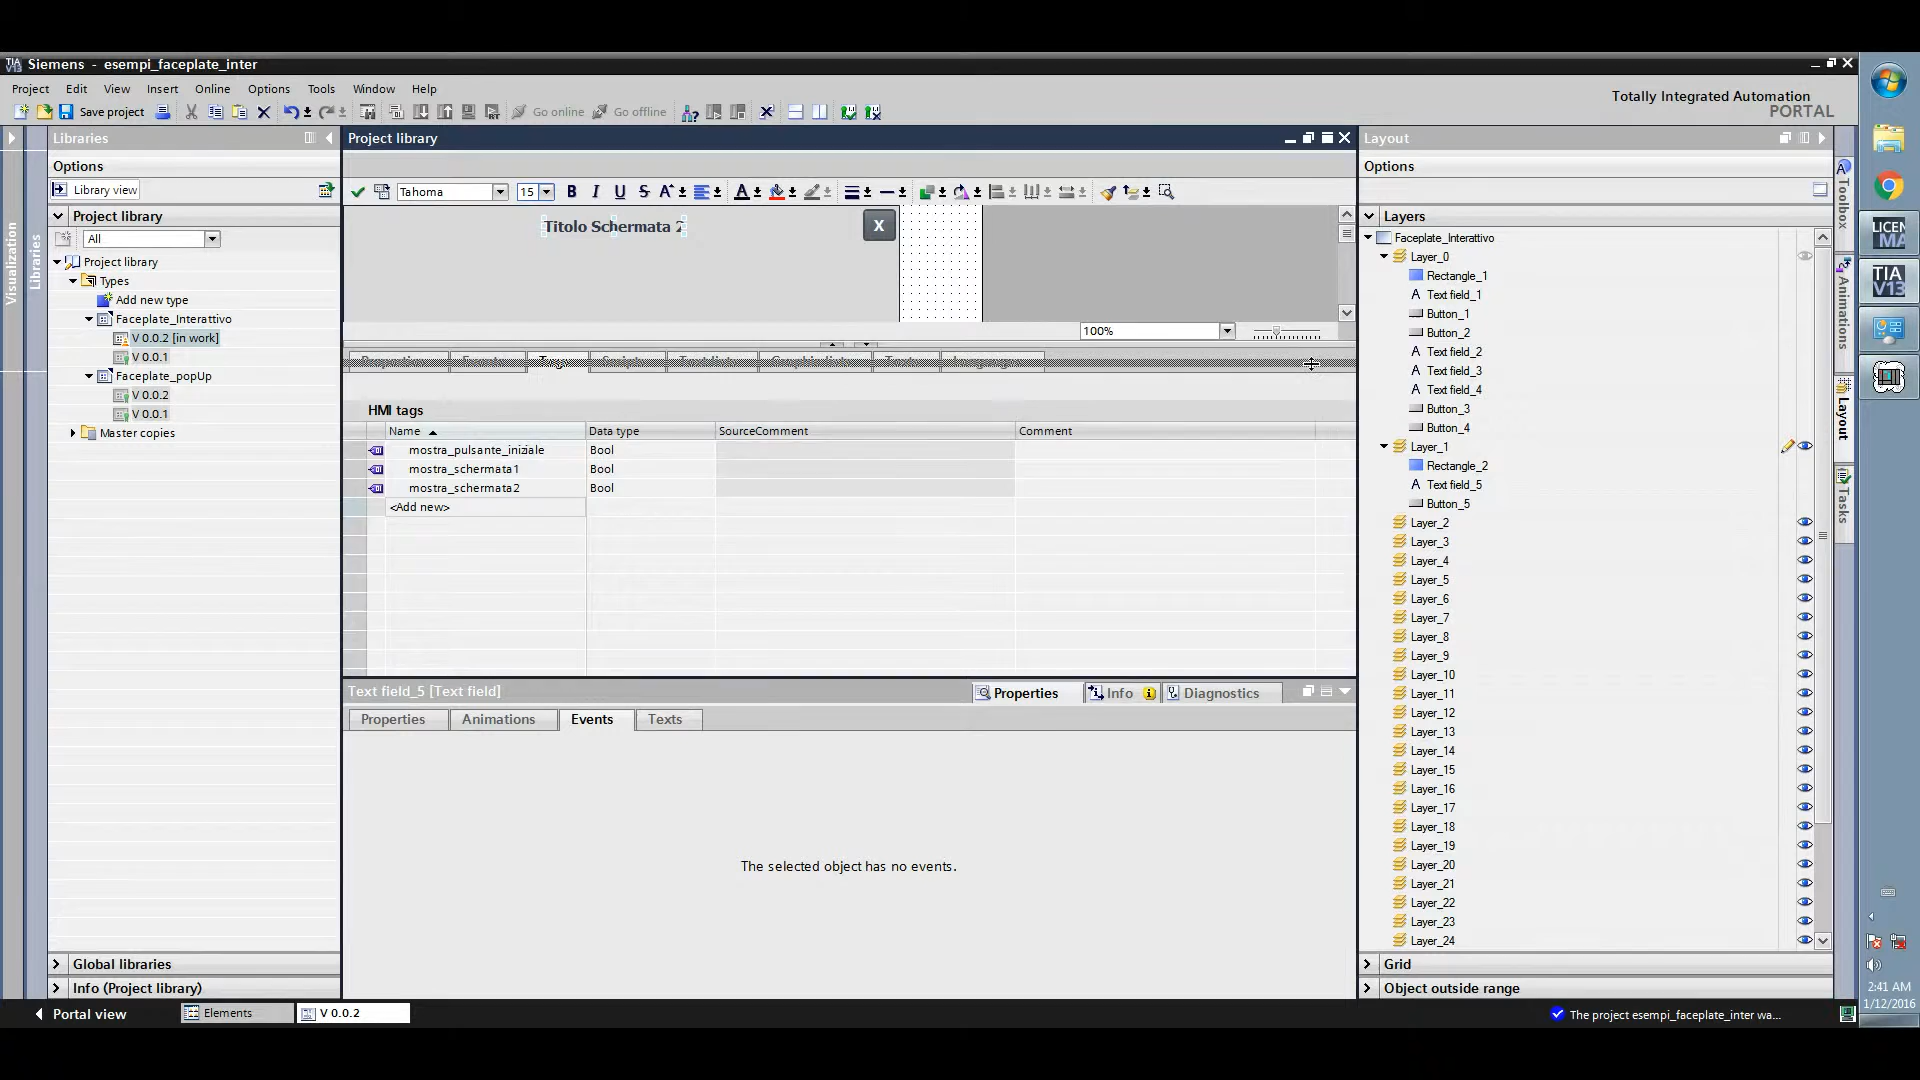 TIA V13 Siemens - esempi_faceplate_inter
Project Edit View Insert Online Options Tools Window Help
Totally Integrated Automation
PORTAL
Save project Go online Go offline
Libraries
Project library
Layout
Options
Options
Library view
Tahoma 15 B I U S A A
Project library
Layers
Titolo Schermata 2
X
All
Project library
Types
Add new type
Faceplate_Interattivo
V 0.0.2 [in work]
V 0.0.1
Faceplate_popUp
V 0.0.2
V 0.0.1
Master copies
100%
HMI tags
Name Data type SourceComment Comment
mostra_pulsante_iniziale Bool
mostra_schermata1 Bool
mostra_schermata2 Bool
<Add new>
Text field_5 [Text field]
Properties Info Diagnostics
Properties Animations Events Texts
The selected object has no events.
Faceplate_Interattivo
Layer_0
Rectangle_1
Text field_1
Button_1
Button_2
Text field_2
Text field_3
Text field_4
Button_3
Button_4
Layer_1
Rectangle_2
Text field_5
Button_5
Layer_2
Layer_3
Layer_4
Layer_5
Layer_6
Layer_7
Layer_8
Layer_9
Layer_10
Layer_11
Layer_12
Layer_13
Layer_14
Layer_15
Layer_16
Layer_17
Layer_18
Layer_19
Layer_20
Layer_21
Layer_22
Layer_23
Layer_24
Grid
Object outside range
Global libraries
Info (Project library)
Portal view Elements V 0.0.2
The project esempi_faceplate_inter wa...
Visualization
Libraries
Toolbox
Animations
Layout
Tasks
LICEN
MA
TIA
V13
2:41 AM
1/12/2016